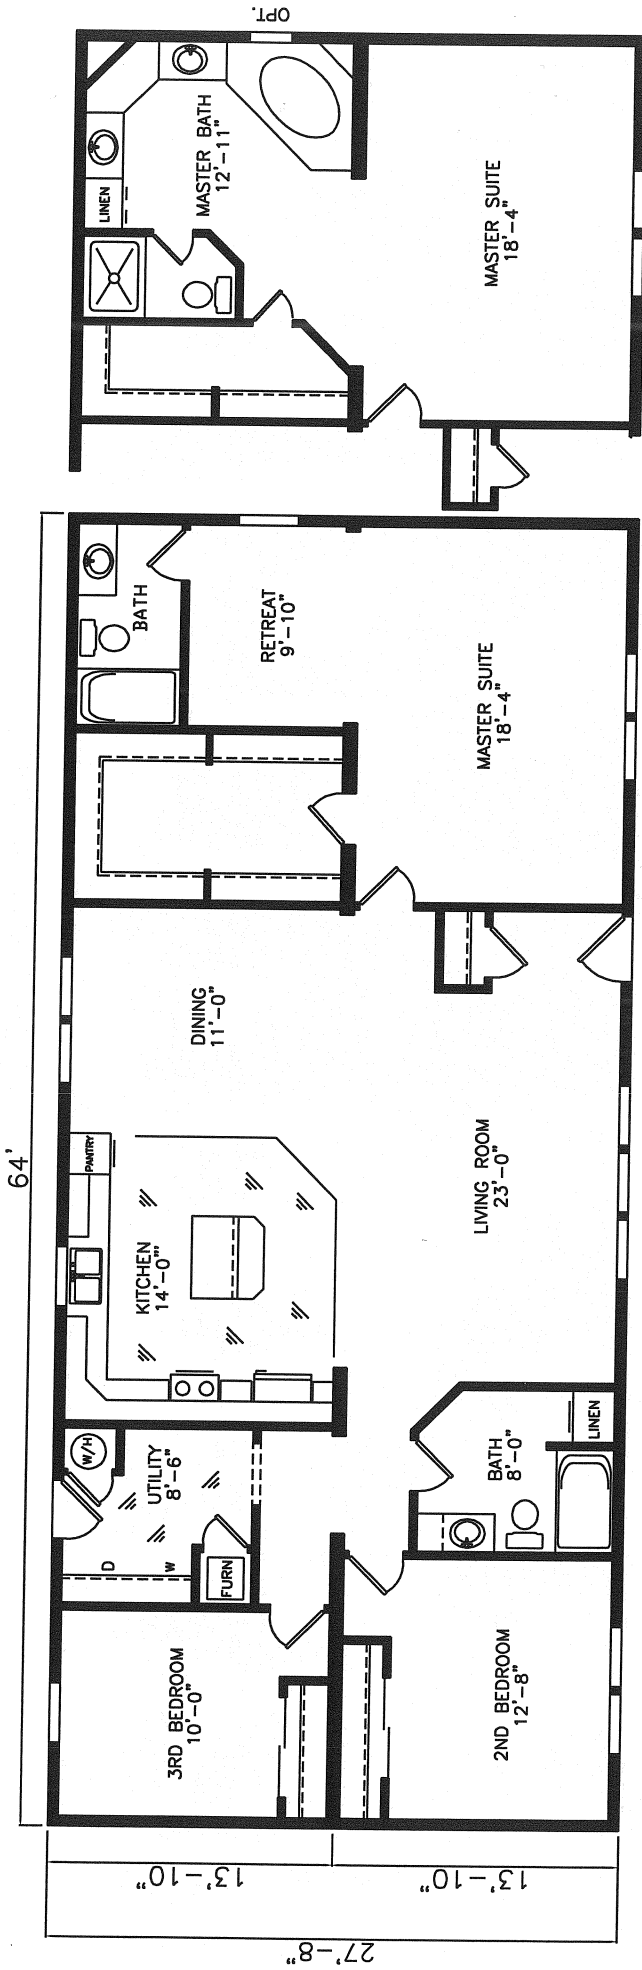 OPT.
MASTER BATH
12'-11"
LINEN
MASTER SUITE
18'-4"
BATH
RETREAT
9'-10"
MASTER SUITE
18'-4"
64'
DINING
11'-0"
PANTRY
KITCHEN
14'-0"'
LIVING ROOM
23'-0"
W/H
UTILITY
8'-6"
D
W
FURN
BATH
8'-0"
LINEN
3RD BEDROOM
10'-0"
2ND BEDROOM
12'-8"
13'-10"
13'-10"
27'-8"